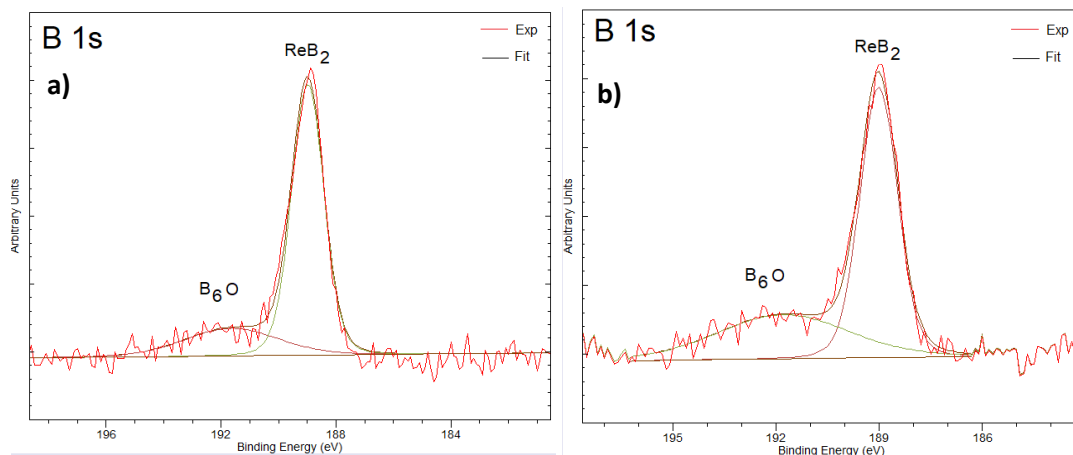 B 1s
a)
ReB2
Exp
Fit
B6O
Arbitrary Units
196
192
188
184
Binding Energy (eV)
B 1s
b)
ReB2
Exp
Fit
B6O
Arbitrary Units
195
192
189
186
Binding Energy (eV)